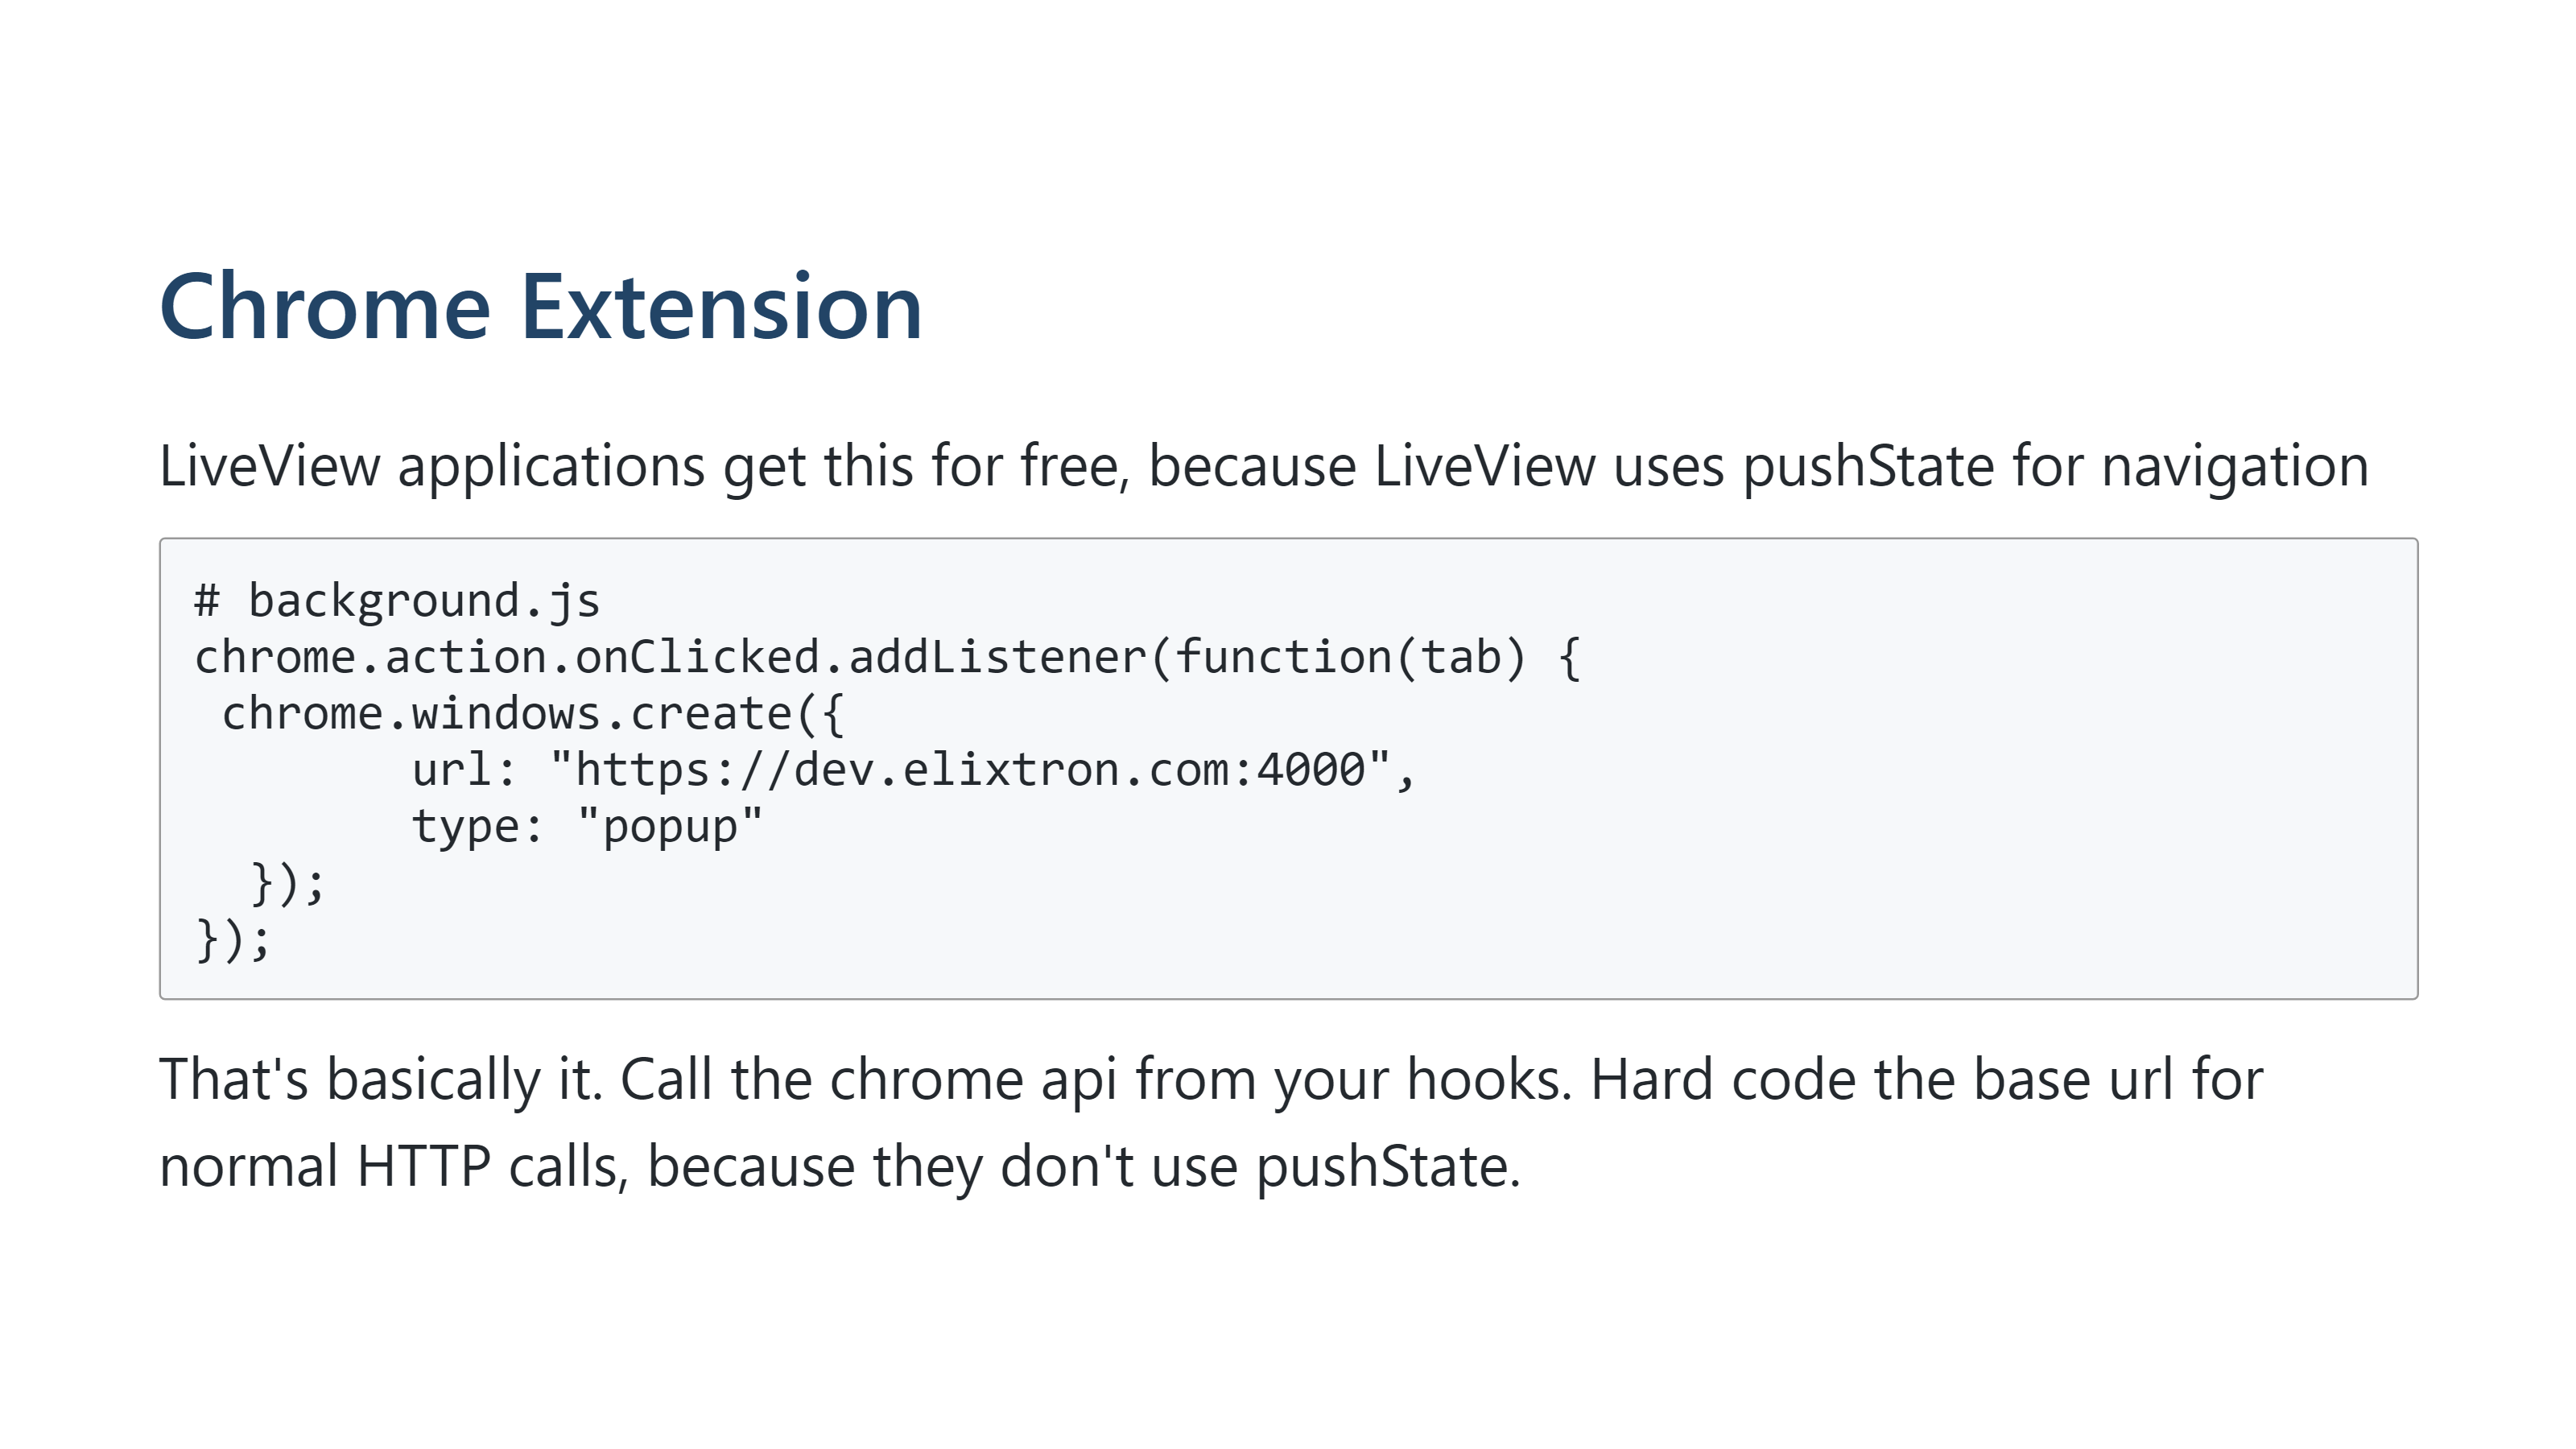 Chrome Extension
LiveView applications get this for free, because LiveView uses pushState for navigation
# background.js
chrome.action.onClicked.addListener(function(tab) {
 chrome.windows.create({
        url: "https://dev.elixtron.com:4000",
        type: "popup"
  });
});
That's basically it. Call the chrome api from your hooks. Hard code the base url for
normal HTTP calls, because they don't use pushState.